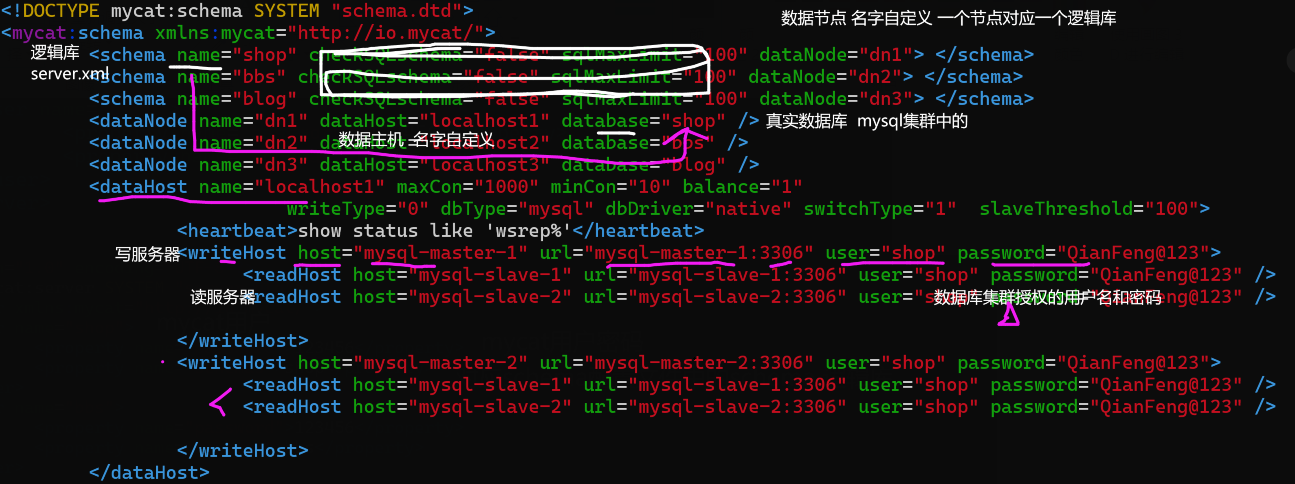 <!DOCTYPE mycat:schema SYSTEM "schema.dtd">
数据节点 名字自定义 一个节点对应一个逻辑库
<mycat:schema xmlns:mycat="http://io.mycat/">
逻辑库
<schema name="shop" checkSQLschema="false" sqlMaxLimit="100" dataNode="dn1"> </schema>
server.xml
<schema name="bbs" checkSQLschema="false" sqlMaxLimit="100" dataNode="dn2"> </schema>
<schema name="blog" checkSQLschema="false" sqlMaxLimit="100" dataNode="dn3"> </schema>
<dataNode name="dn1" dataHost="localhost1" database="shop" /> 真实数据库 mysql集群中的
数据主机 名字自定义
<dataNode name="dn2" dataHost="localhost2" database="bbs" />
<dataNode name="dn3" dataHost="localhost3" database="blog" />
<dataHost name="localhost1" maxCon="1000" minCon="10" balance="1"
writeType="0" dbType="mysql" dbDriver="native" switchType="1" slaveThreshold="100">
<heartbeat>show status like 'wsrep%'</heartbeat>
写服务器
<writeHost host="mysql-master-1" url="mysql-master-1:3306" user="shop" password="QianFeng@123">
<readHost host="mysql-slave-1" url="mysql-slave-1:3306" user="shop" password="QianFeng@123" />
读服务器
<readHost host="mysql-slave-2" url="mysql-slave-2:3306" user="shop" password="QianFeng@123" />
数据库集群授权的用户名和密码
</writeHost>
<writeHost host="mysql-master-2" url="mysql-master-2:3306" user="shop" password="QianFeng@123">
<readHost host="mysql-slave-1" url="mysql-slave-1:3306" user="shop" password="QianFeng@123" />
<readHost host="mysql-slave-2" url="mysql-slave-2:3306" user="shop" password="QianFeng@123" />
</writeHost>
</dataHost>